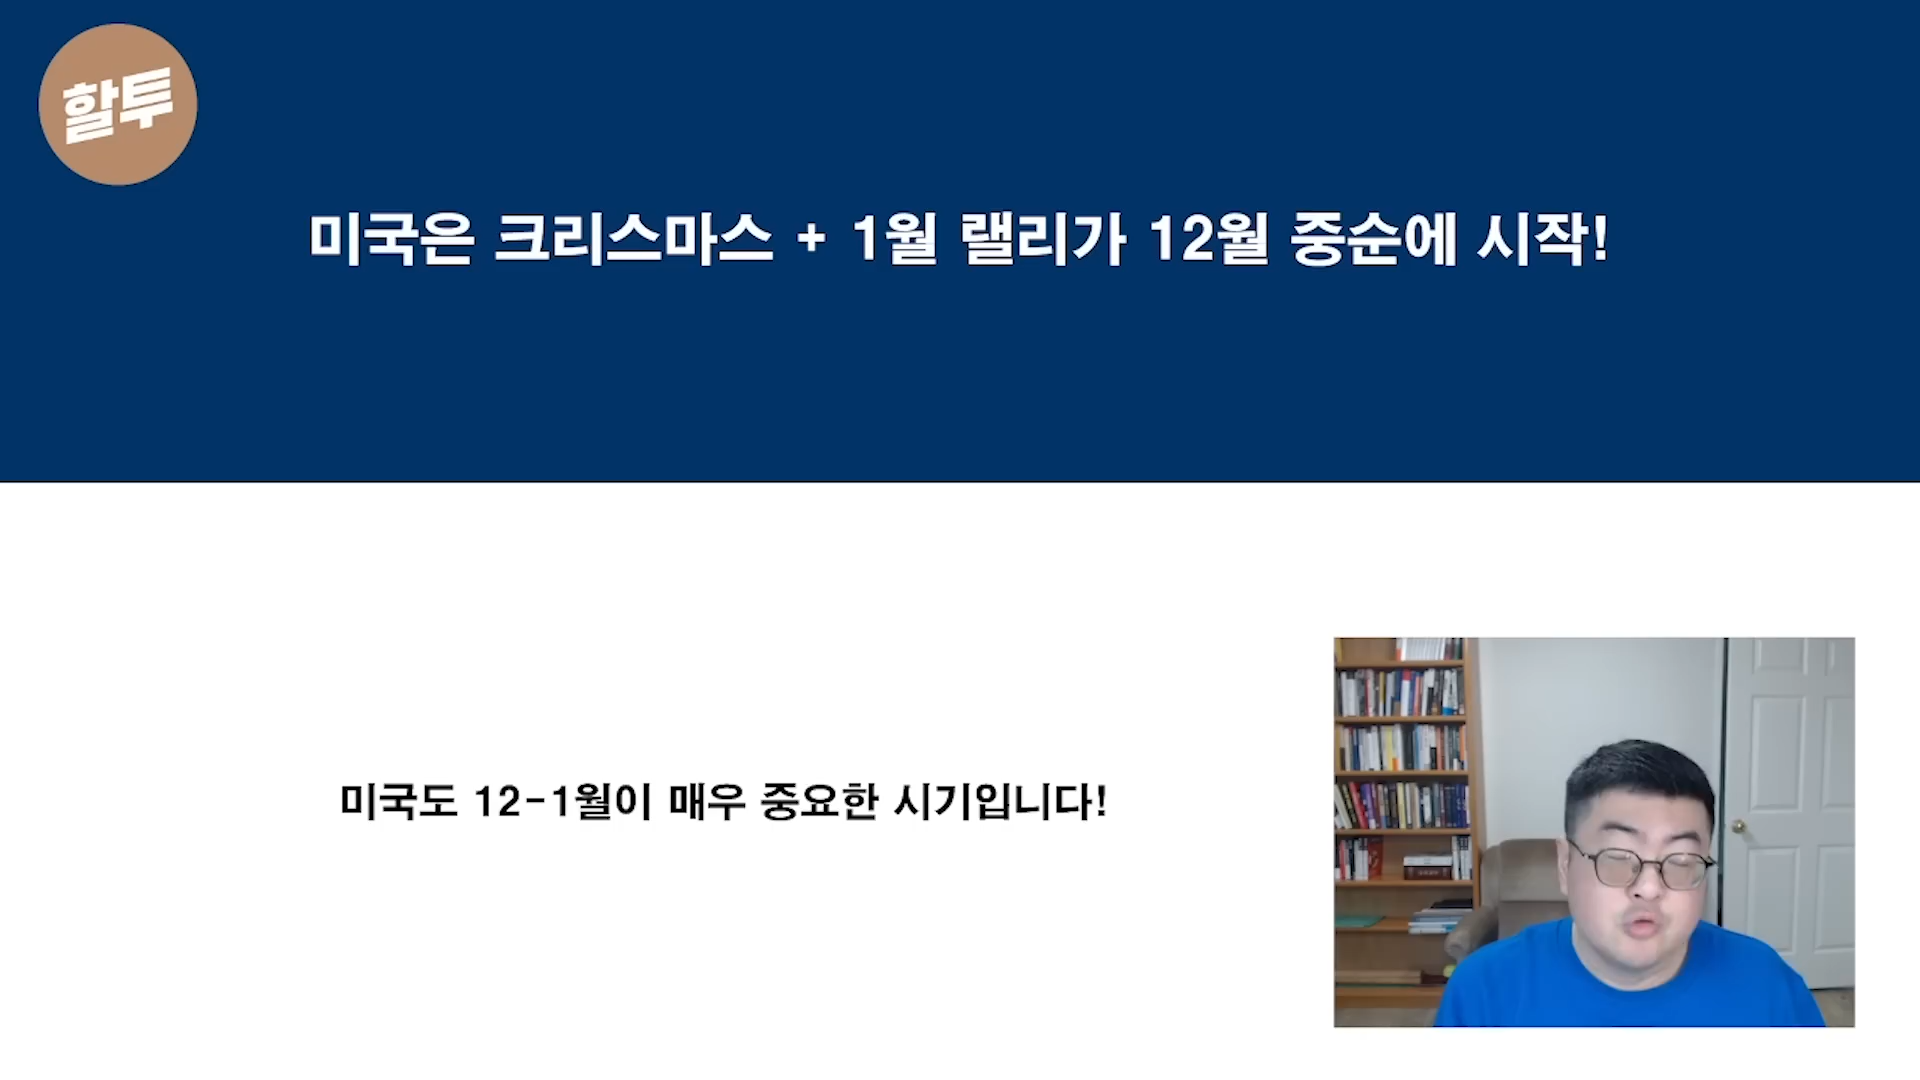 할투
미국은 크리스마스 + 1월 랠리가 12월 중순에 시작!
미국도 12-1월이 매우 중요한 시기입니다!